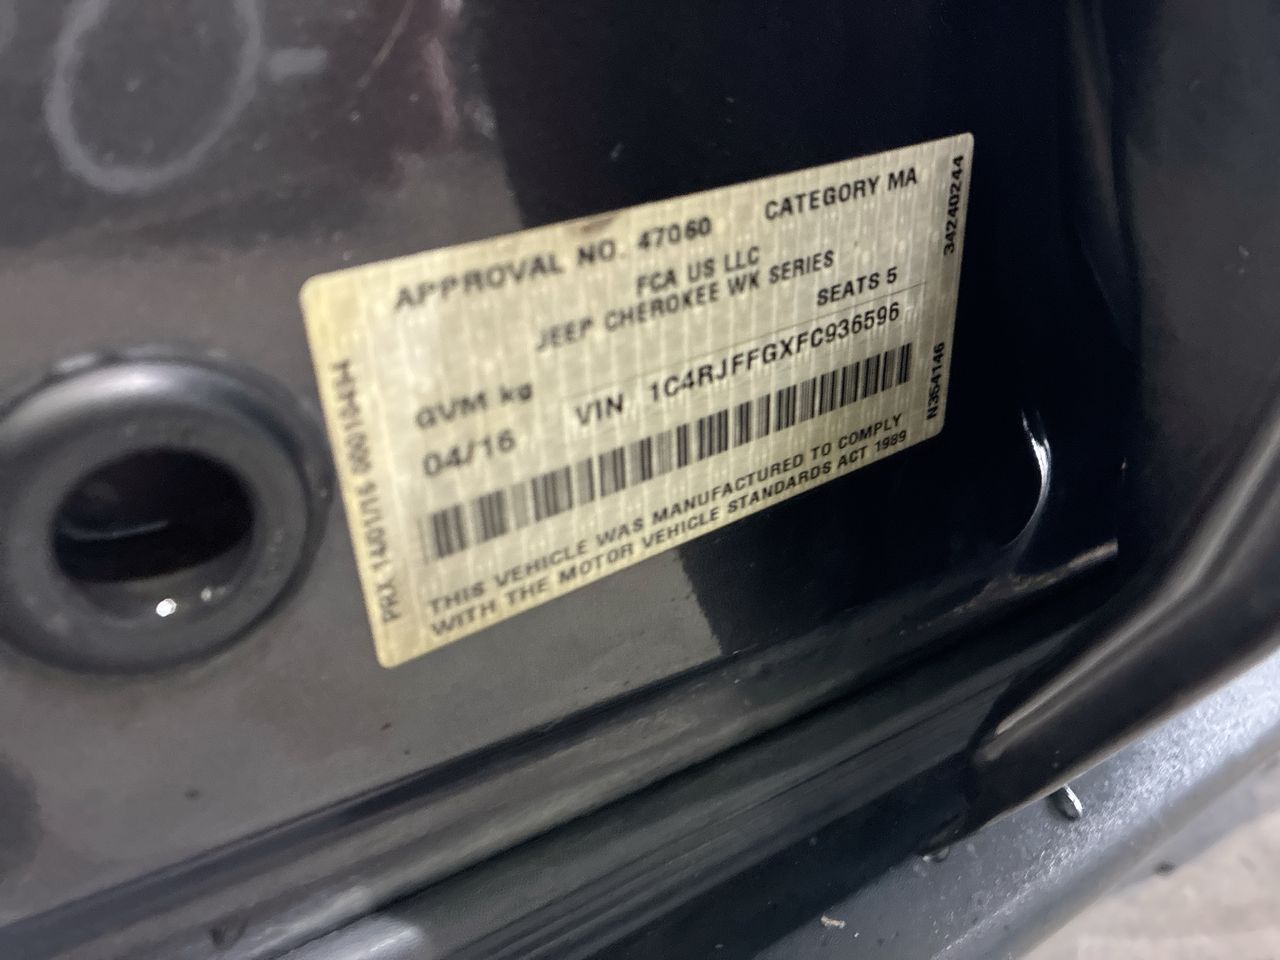 APPROVAL NO. 47060 CATEGORY MA
FCA US LLC
JEEP CHEROKEE WK SERIES
SEATS 5
GVM kg
04/16
VIN 1C4RJFFGXFC936596
THIS VEHICLE WAS MANUFACTURED TO COMPLY
WITH THE MOTOR VEHICLE STANDARDS ACT 1989
34240244
N354146